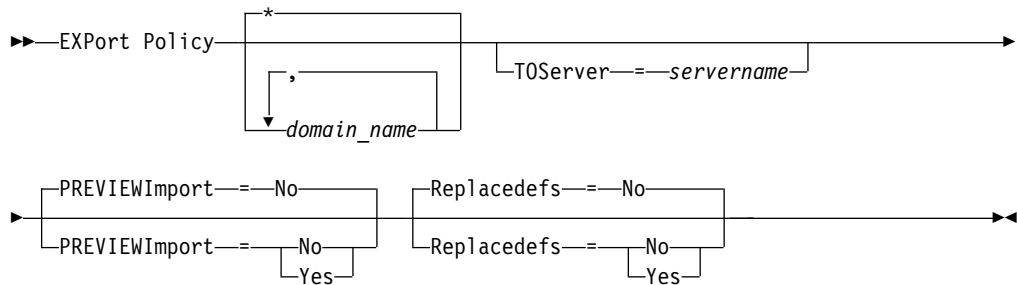 *
EXPort Policy
TOServer = servername
,
domain_name
PREVIEWImport = No
Replacedefs = No
PREVIEWImport = No
Replacedefs = No
Yes
Yes